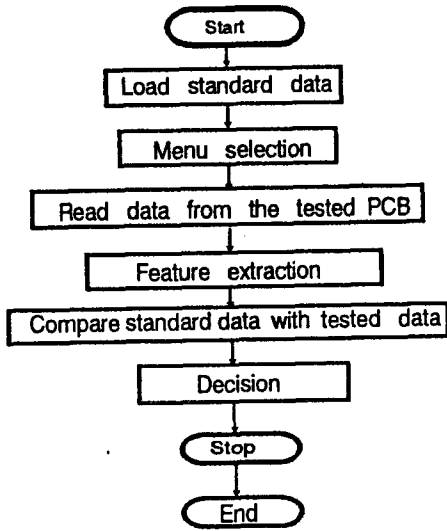 Start
Load standard data
Menu selection
Read data from the tested PCB
Feature extraction
Compare standard data with tested data
Decision
Stop
End